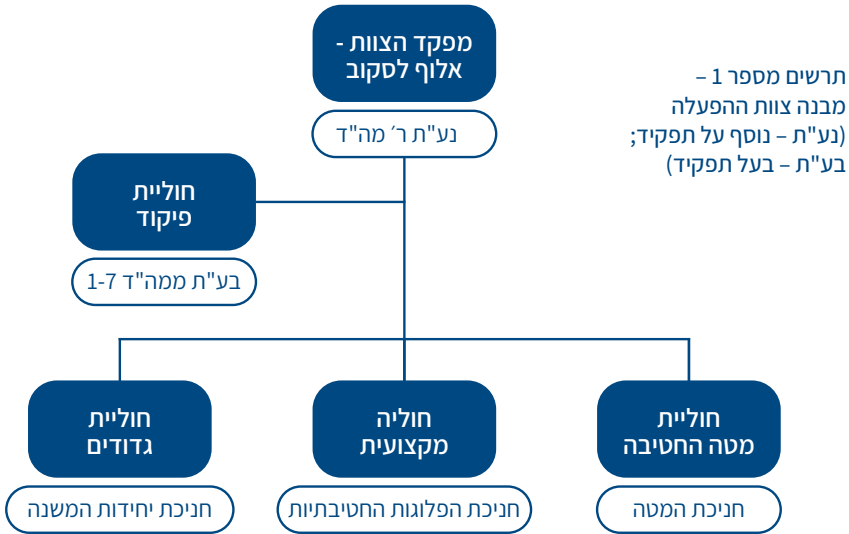 מפקד הצוות -
אלוף לסקוב
נע"ת ר׳ מה"ד
תרשים מספר 1 –
מבנה צוות ההפעלה
(נע"ת – נוסף על תפקיד;
בע"ת – בעל תפקיד)
חוליית
פיקוד
בע"ת ממה"ד 1-7
חוליית
מטה החטיבה
חניכת המטה
חוליה
מקצועית
חניכת הפלוגות החטיבתיות
חוליית
גדודים
חניכת יחידות המשנה